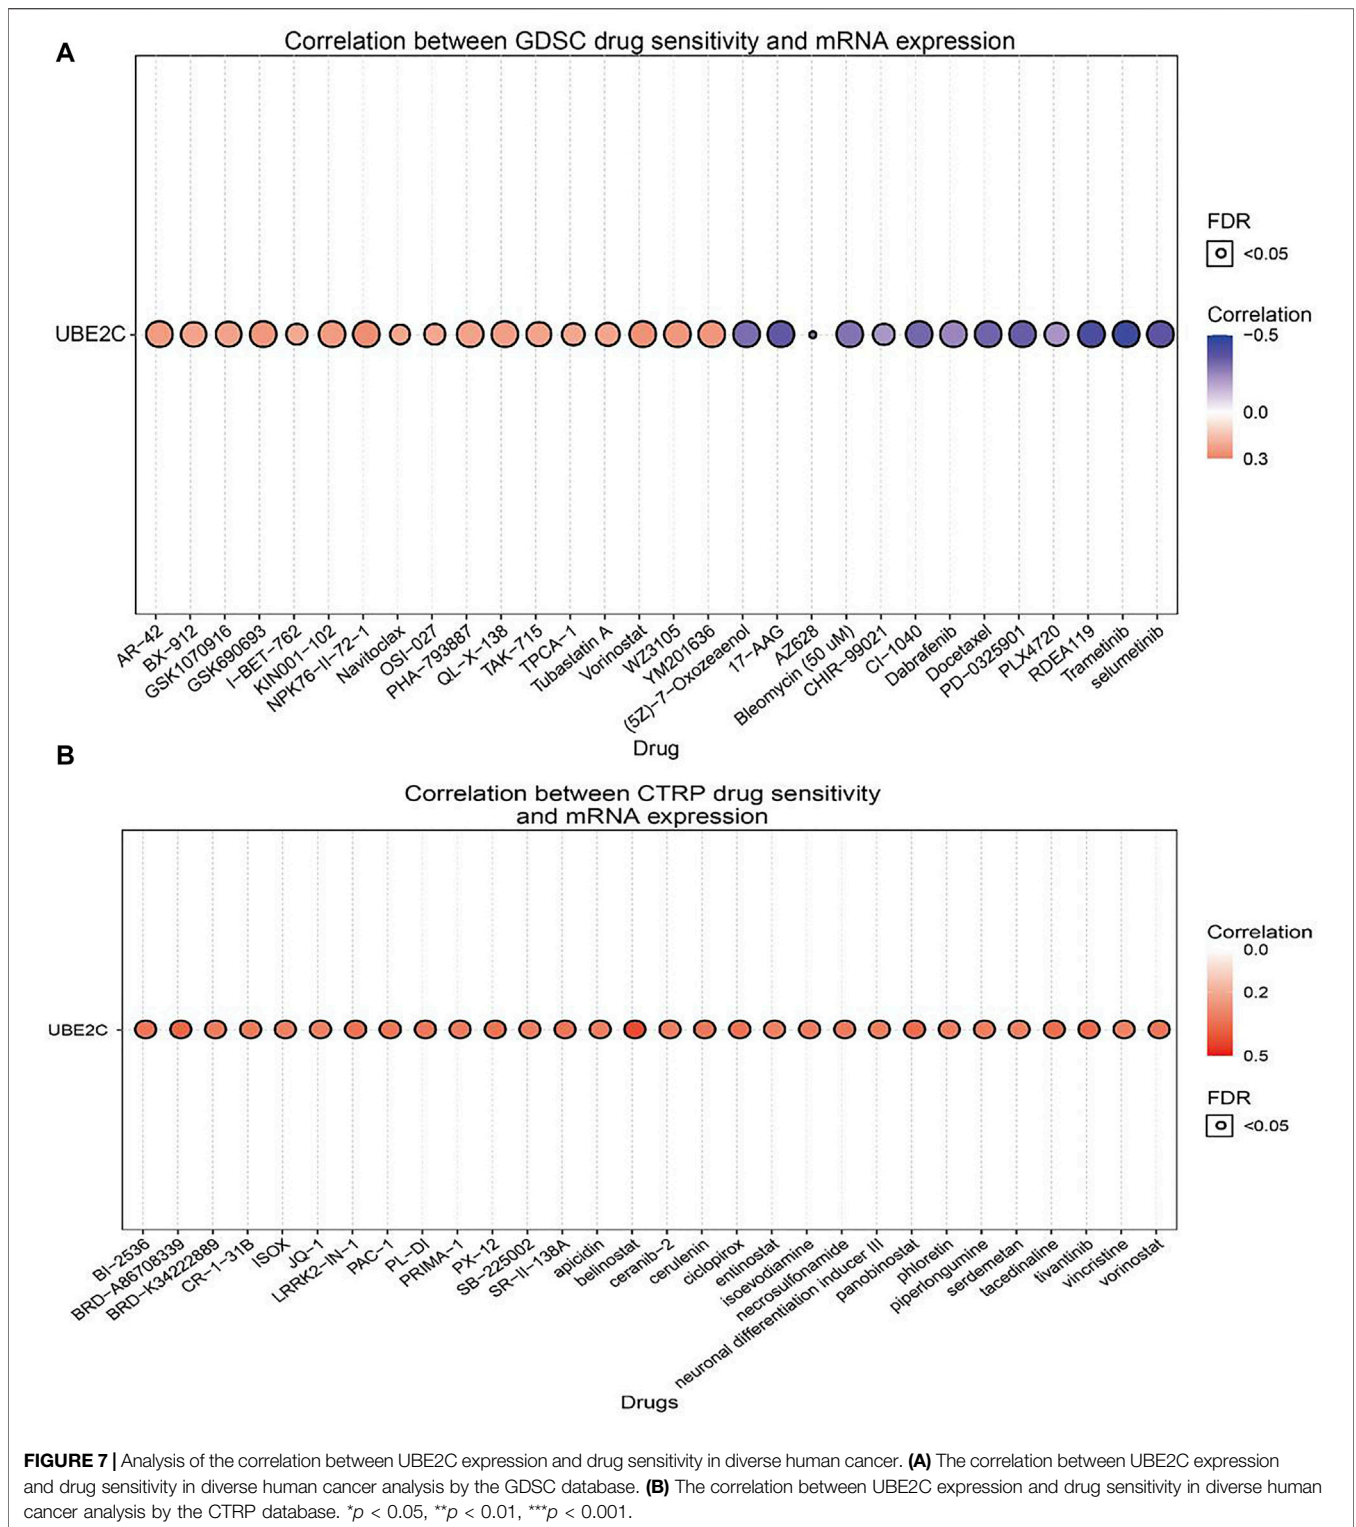 A
Correlation between GDSC drug sensitivity and mRNA expression
UBE2C
FDR
<0.05
Correlation
−0.5
0.0
0.3
AR−42
BX−912
GSK1070916
GSK690693
I−BET−762
KIN001−102
NPK76−II−72−1
Navitoclax
OSI−027
PHA−793887
QL−X−138
TAK−715
TPCA−1
Tubastatin A
Vorinostat
WZ3105
YM201636
(5Z)−7−Oxozeaenol
17−AAG
AZ628
Bleomycin (50 uM)
CHIR−99021
CI−1040
Dabrafenib
Docetaxel
PD−0325901
PLX4720
RDEA119
Trametinib
selumetinib
Drug
B
Correlation between CTRP drug sensitivity
and mRNA expression
UBE2C
Correlation
0.0
0.2
0.5
FDR
<0.05
BI−2536
BRD−A86708339
BRD−K34222889
CR−1−31B
ISOX
JQ−1
LRRK2−IN−1
PAC−1
PL−DI
PRIMA−1
PX−12
SB−225002
SR−II−138A
apicidin
belinostat
ceranib−2
cerulenin
ciclopirox
entinostat
isoevodiamine
necrosulfonamide
neuronal differentiation inducer III
panobinostat
phloretin
piperlongumine
serdemetan
tacedinaline
tivantinib
vincristine
vorinostat
Drugs
FIGURE 7 | Analysis of the correlation between UBE2C expression and drug sensitivity in diverse human cancer. (A) The correlation between UBE2C expression
and drug sensitivity in diverse human cancer analysis by the GDSC database. (B) The correlation between UBE2C expression and drug sensitivity in diverse human
cancer analysis by the CTRP database. *p < 0.05, **p < 0.01, ***p < 0.001.